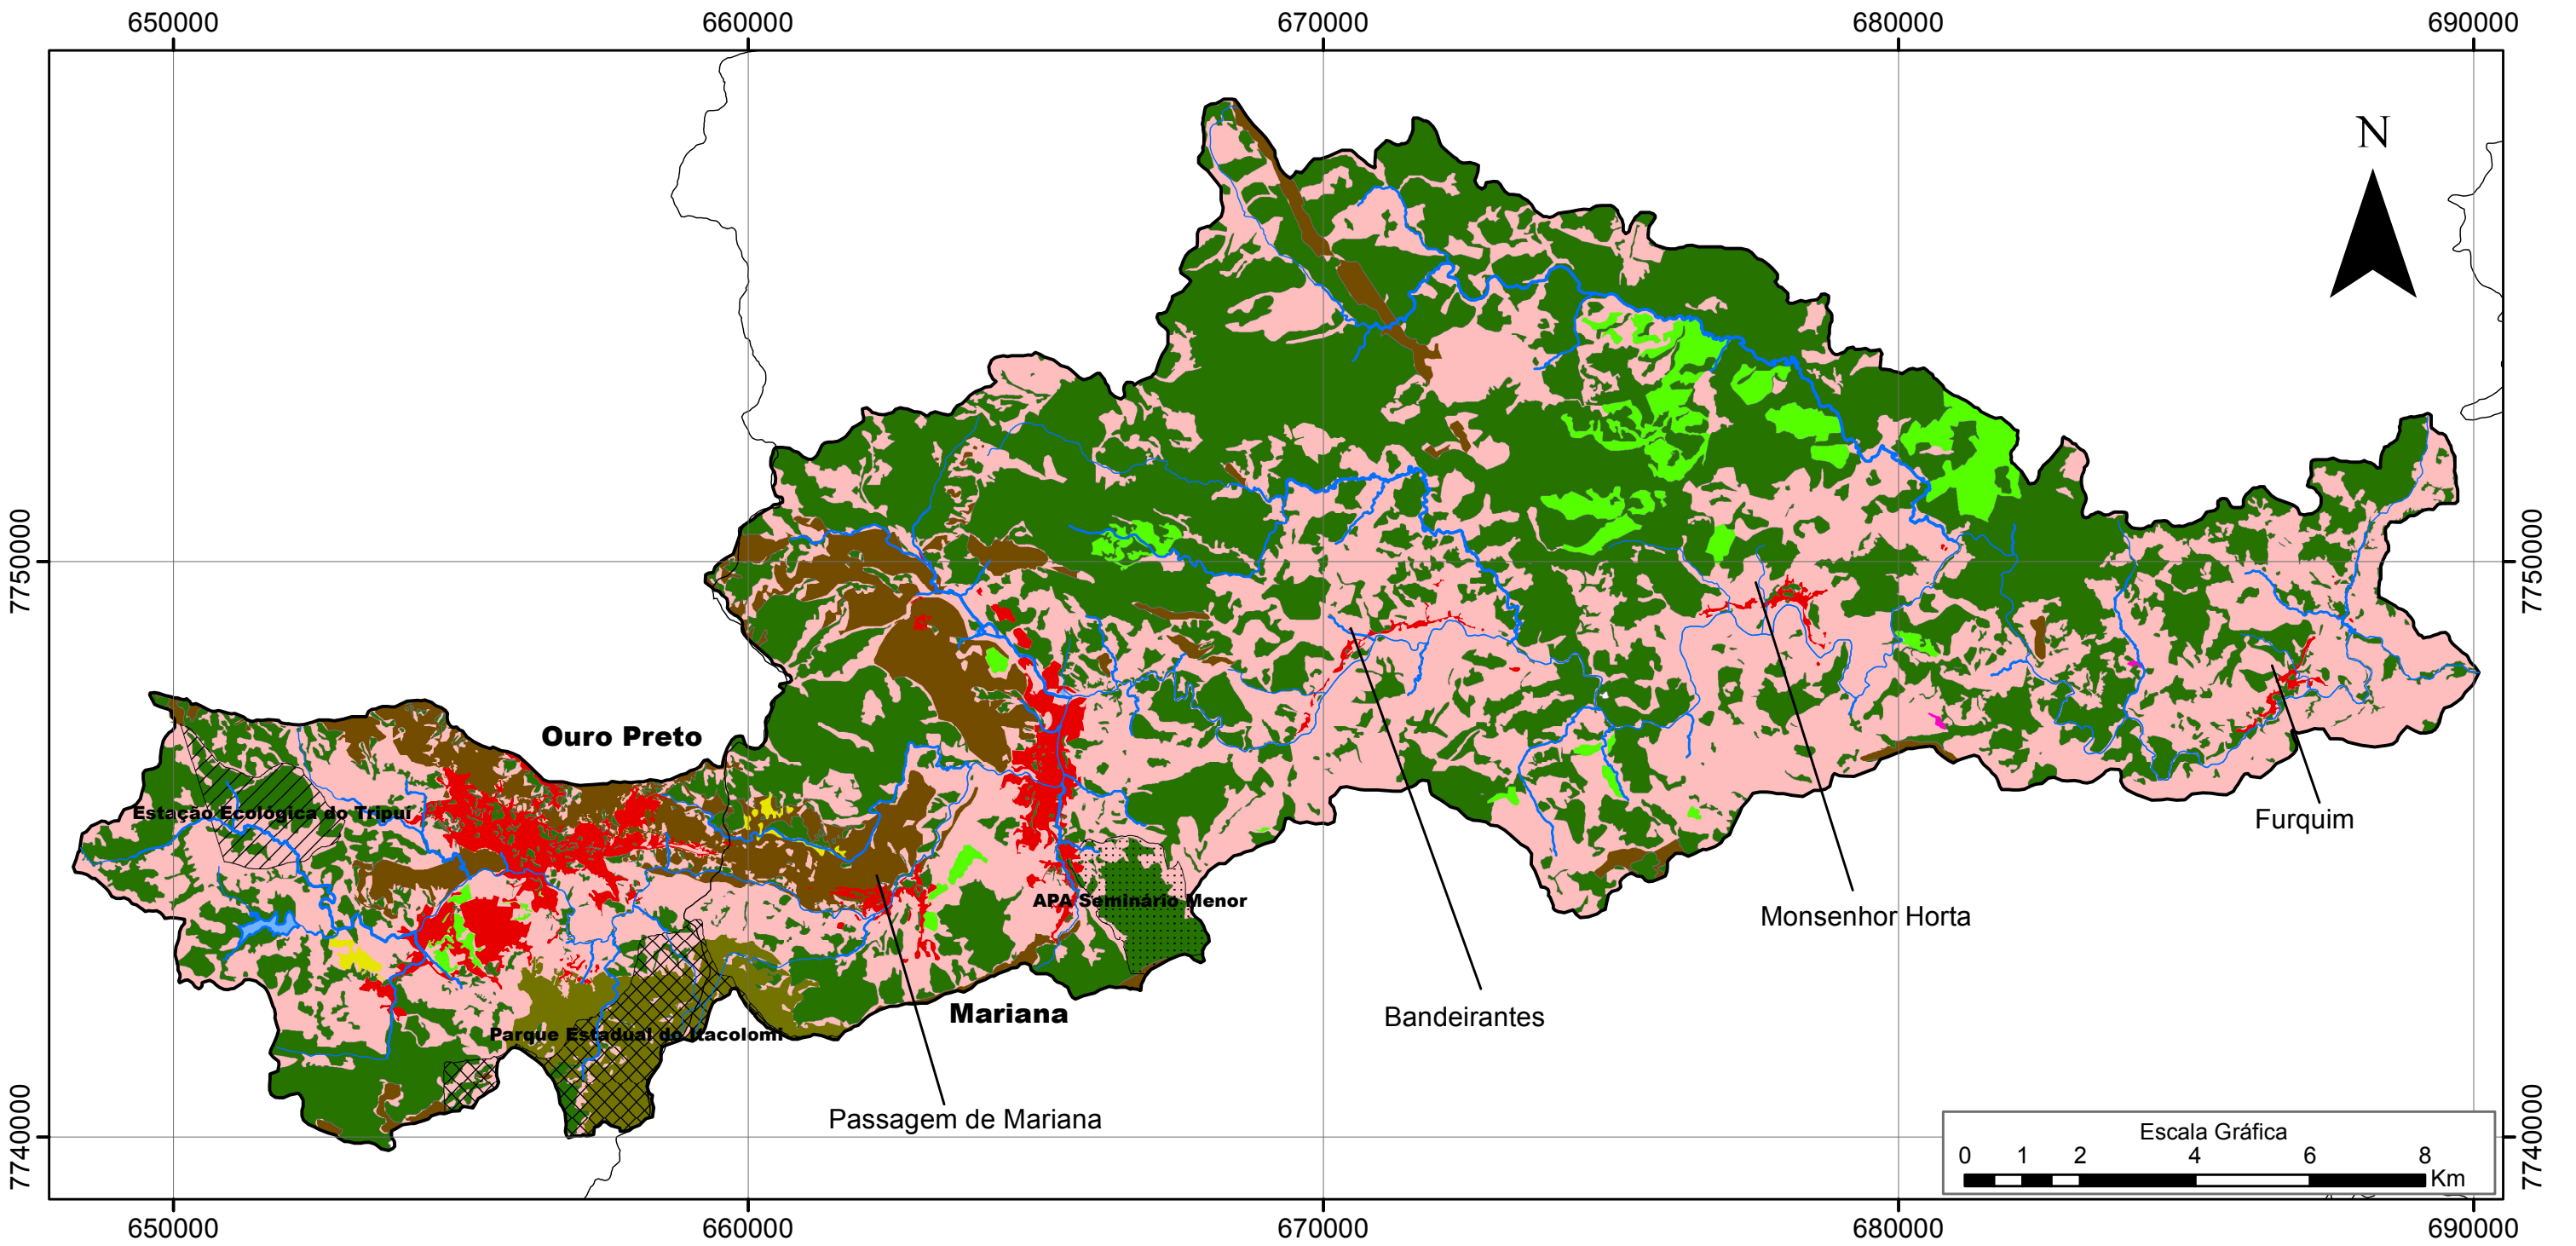 650000 660000 670000 680000 690000
N
7750000 7750000
Ouro Preto
Estação Ecológica do Tripuí
Furquim
APA Seminário Menor
Monsenhor Horta
Mariana
Bandeirantes
Parque Estadual do Itacolomi
Passagem de Mariana
7740000 7740000
Escala Gráfica
0 1 2 4 6 8
Km
650000 660000 670000 680000 690000